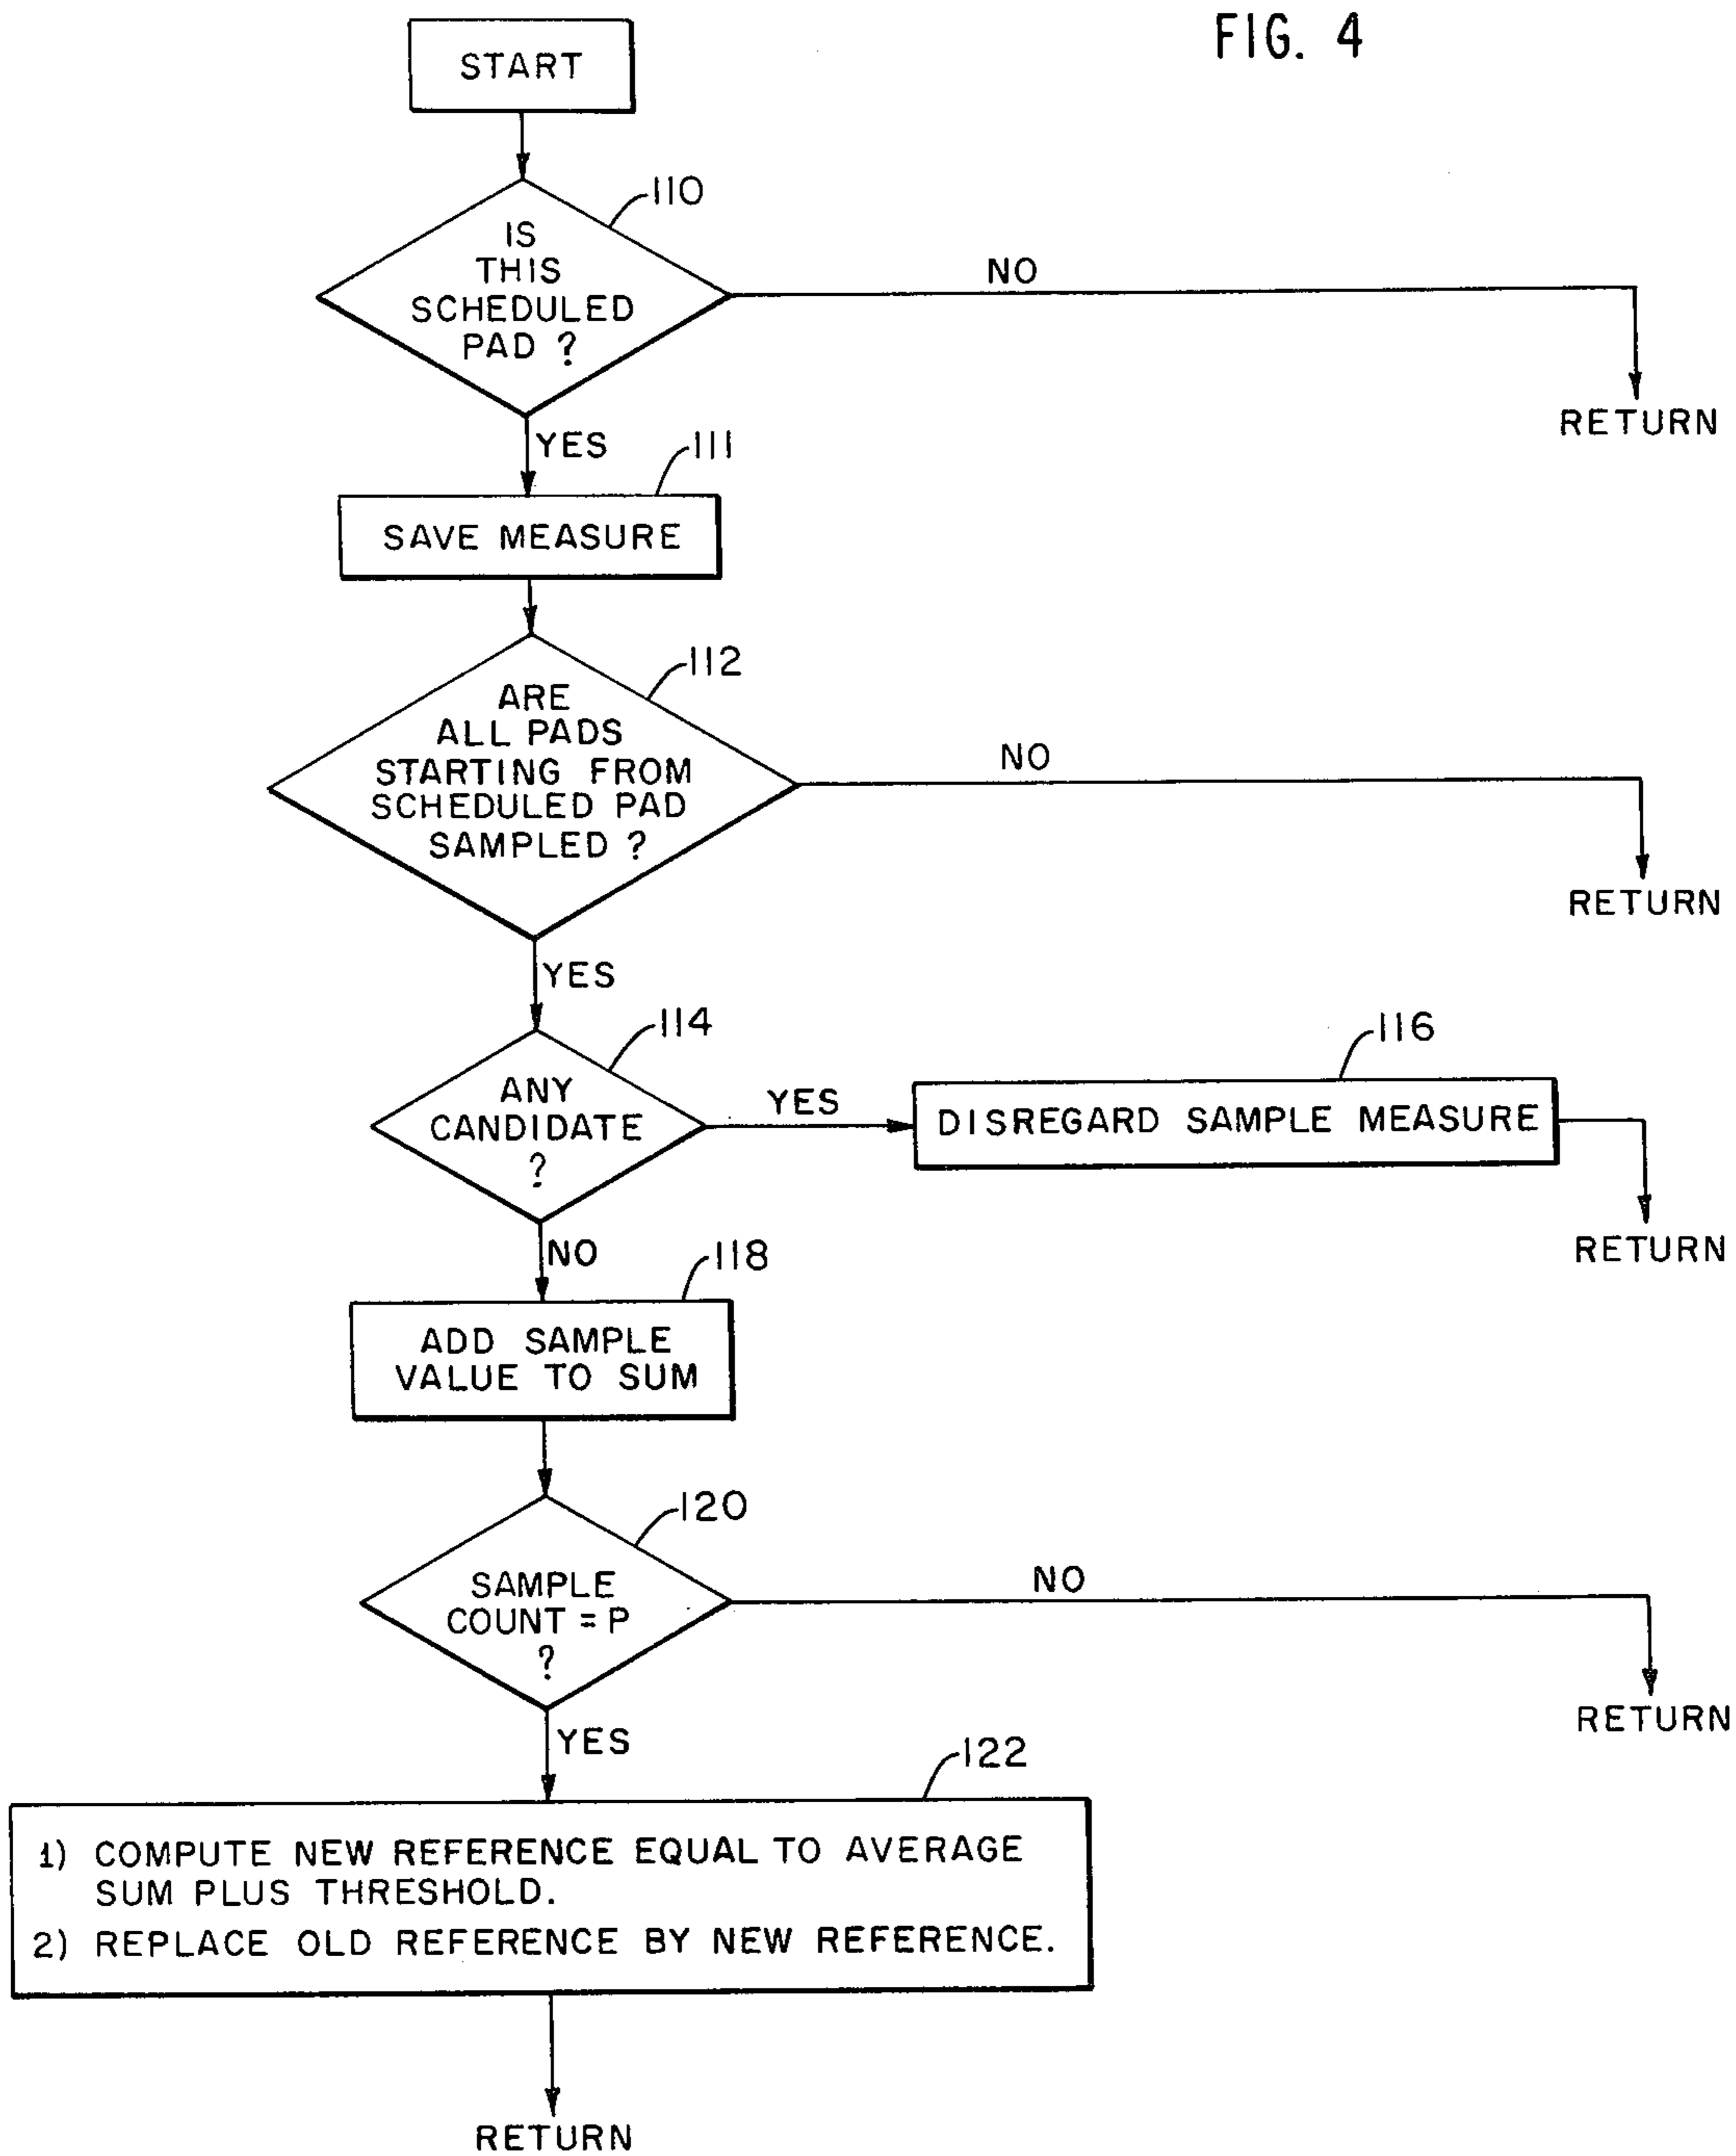 FIG. 4
START
110
IS
THIS
SCHEDULED
PAD ?
NO
RETURN
YES
111
SAVE MEASURE
112
ARE
ALL PADS
STARTING FROM
SCHEDULED PAD
SAMPLED ?
NO
RETURN
YES
114
ANY
CANDIDATE
?
YES
116
DISREGARD SAMPLE MEASURE
RETURN
NO
118
ADD SAMPLE
VALUE TO SUM
120
SAMPLE
COUNT = P
?
NO
RETURN
YES
122
1) COMPUTE NEW REFERENCE EQUAL TO AVERAGE
SUM PLUS THRESHOLD.
2) REPLACE OLD REFERENCE BY NEW REFERENCE.
RETURN